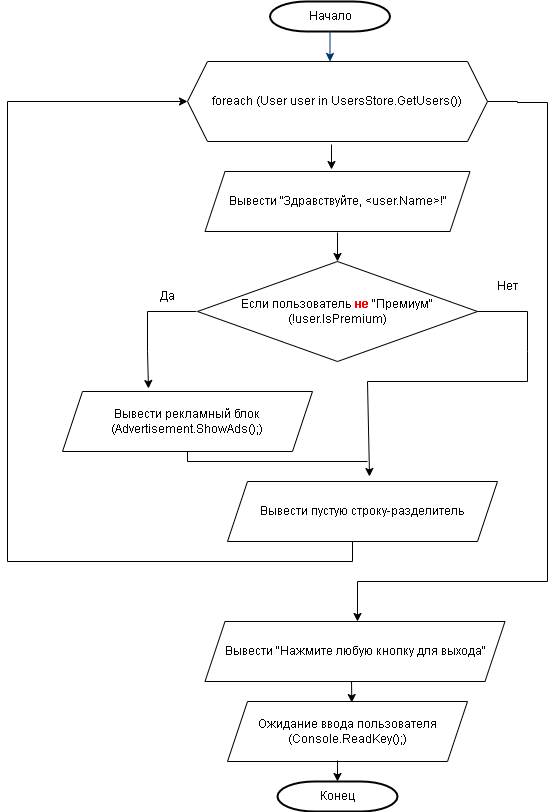 Начало
foreach (User user in UsersStore.GetUsers())
Вывести "Здравствуйте, <user.Name>!"
Если пользователь не "Премиум"
(!user.IsPremium)
Да
Нет
Вывести рекламный блок
(Advertisement.ShowAds();)
Вывести пустую строку-разделитель
Вывести "Нажмите любую кнопку для выхода"
Ожидание ввода пользователя
(Console.ReadKey();)
Конец